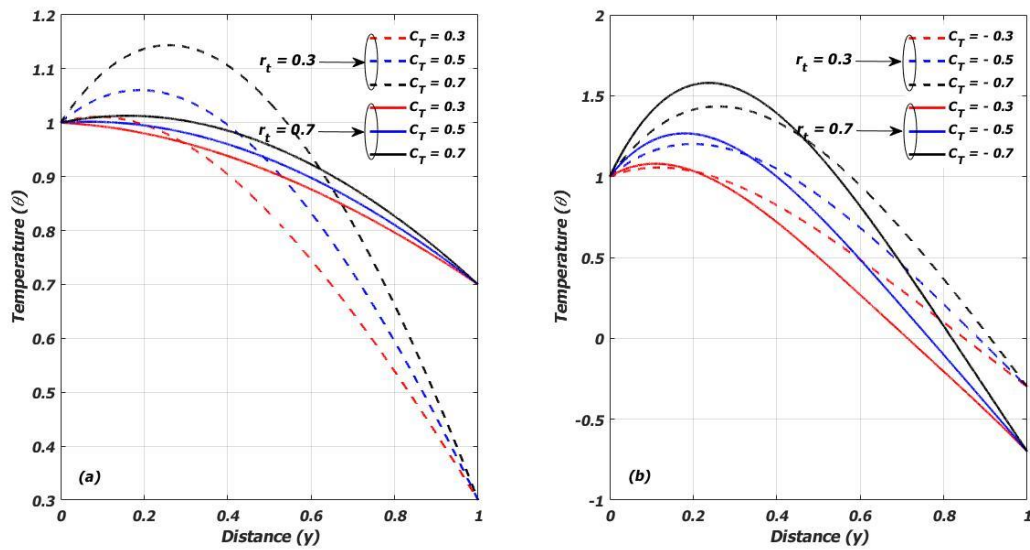 1.2
1.1
1
0.9
0.8
0.7
0.6
0.5
0.4
0.3
Temperature (θ)
C_T = 0.3
r_t = 0.3
C_T = 0.5
C_T = 0.7
C_T = 0.3
r_t = 0.7
C_T = 0.5
C_T = 0.7
(a)
0 0.2 0.4 0.6 0.8 1
Distance (y)
2
1.5
1
0.5
0
-0.5
-1
Temperature (θ)
C_T = - 0.3
r_t = 0.3
C_T = - 0.5
C_T = - 0.7
C_T = - 0.3
r_t = 0.7
C_T = - 0.5
C_T = - 0.7
(b)
0 0.2 0.4 0.6 0.8 1
Distance (y)